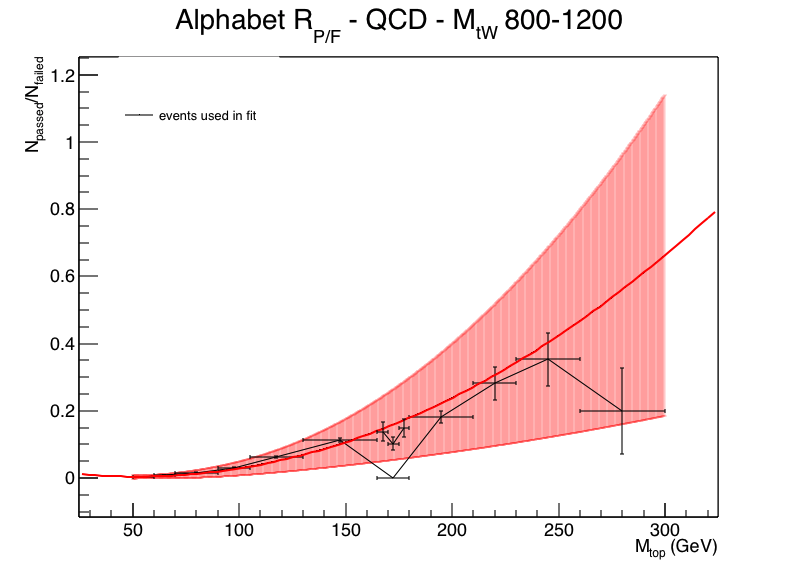 Alphabet R_P/F - QCD - M_tW 800-1200
N_passed/N_failed
1.2
1
0.8
0.6
0.4
0.2
0
events used in fit
50 100 150 200 250 300
M_top (GeV)